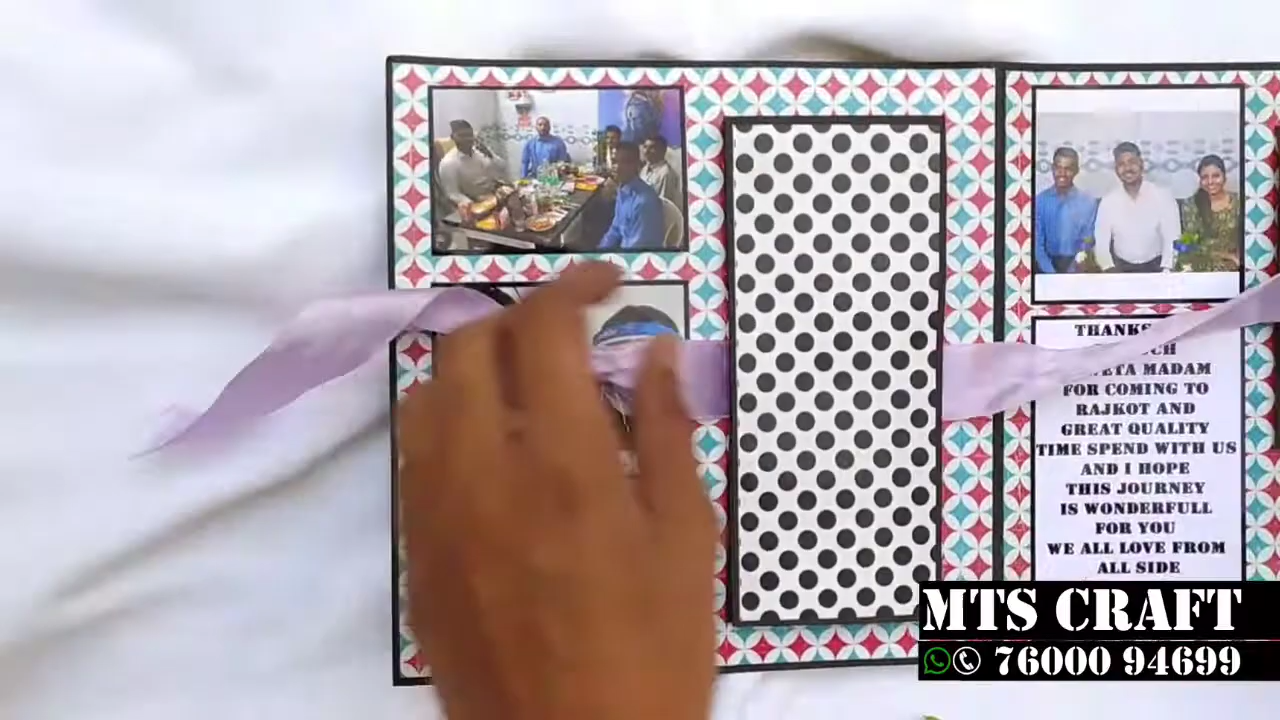 THANKS
CH
ETA MADAM
FOR COMING TO
RAJKOT AND
GREAT QUALITY
TIME SPEND WITH US
AND I HOPE
THIS JOURNEY
IS WONDERFULL
FOR YOU
WE ALL LOVE FROM
ALL SIDE
MTS CRAFT
76000 94699